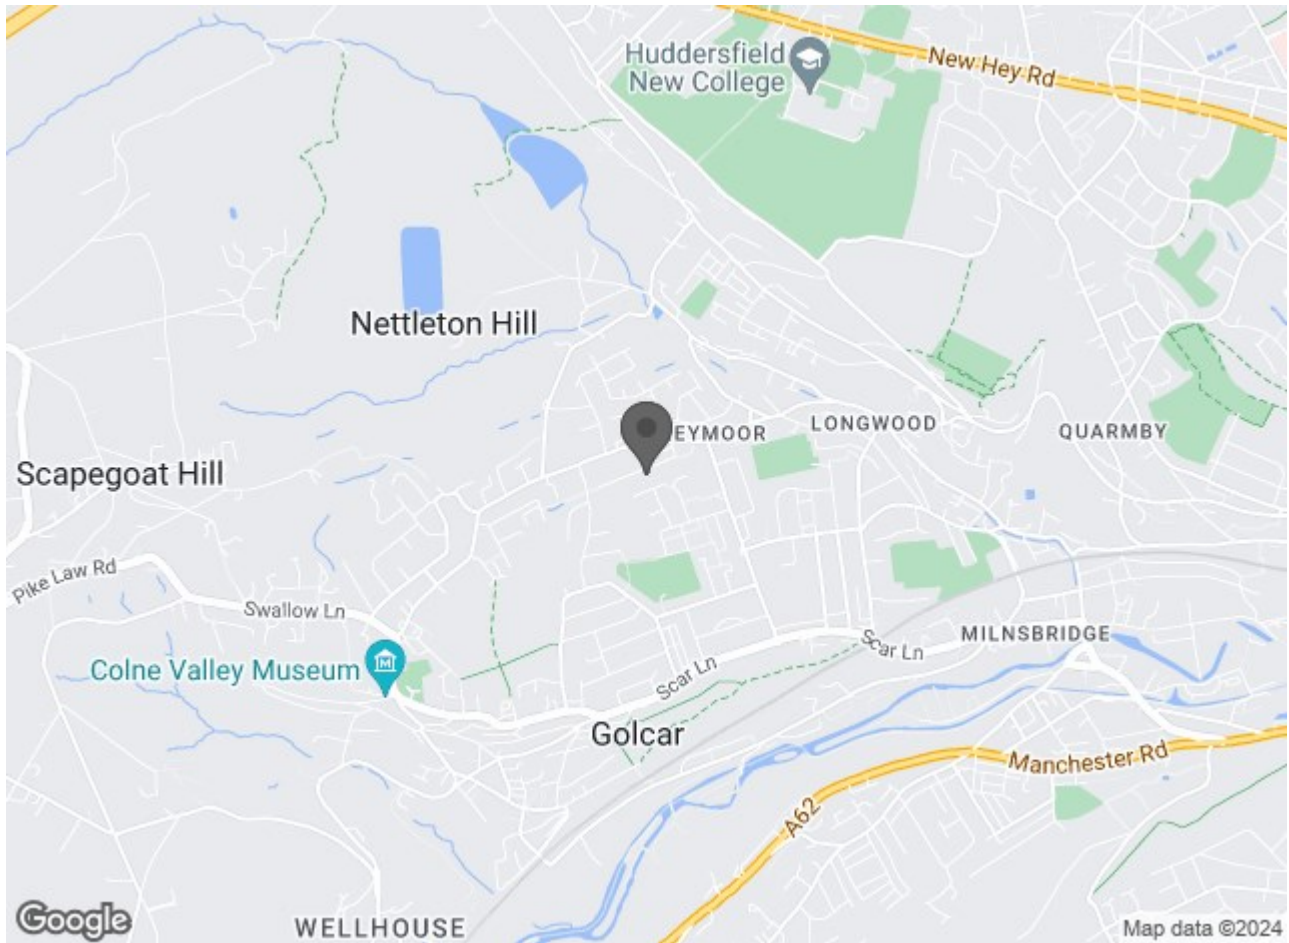 Huddersfield
New College
New Hey Rd
Nettleton Hill
EYMOOR
LONGWOOD
QUARMBY
Scapegoat Hill
Pike Law Rd
Swallow Ln
Colne Valley Museum
Scar Ln
Scar Ln
MILNSBRIDGE
Golcar
Manchester Rd
A62
WELLHOUSE
Google
Map data ©2024